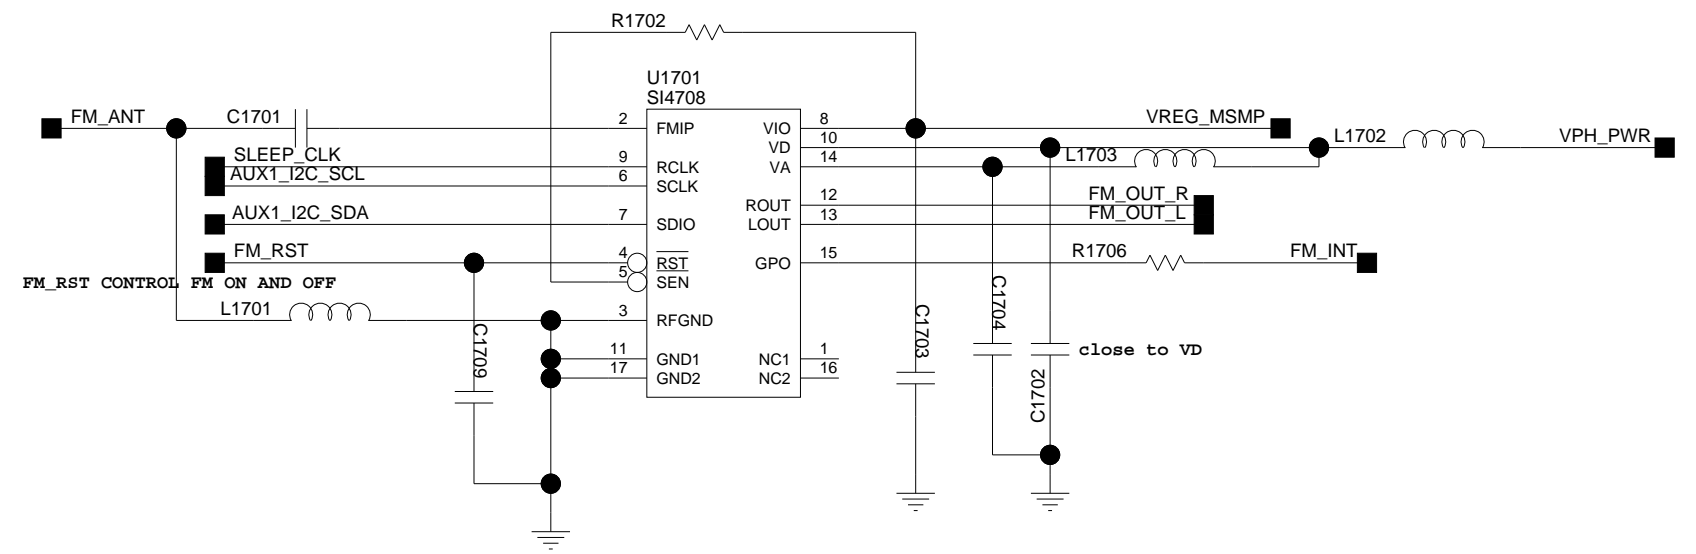 R1702
U1701
SI4708
FM_ANT
C1701
2
FMIP
VIO
8
VREG_MSMP
10
VD
L1702
VPH_PWR
SLEEP_CLK
9
RCLK
VA
14
L1703
AUX1_I2C_SCL
6
SCLK
FM_OUT_R
12
ROUT
AUX1_I2C_SDA
7
SDIO
LOUT
13
FM_OUT_L
FM_RST
4
RST
GPO
15
R1706
FM_INT
FM_RST CONTROL FM ON AND OFF
5
SEN
L1701
3
RFGND
C1709
C1703
C1704
11
GND1
NC1
1
close to VD
17
GND2
NC2
16
C1702